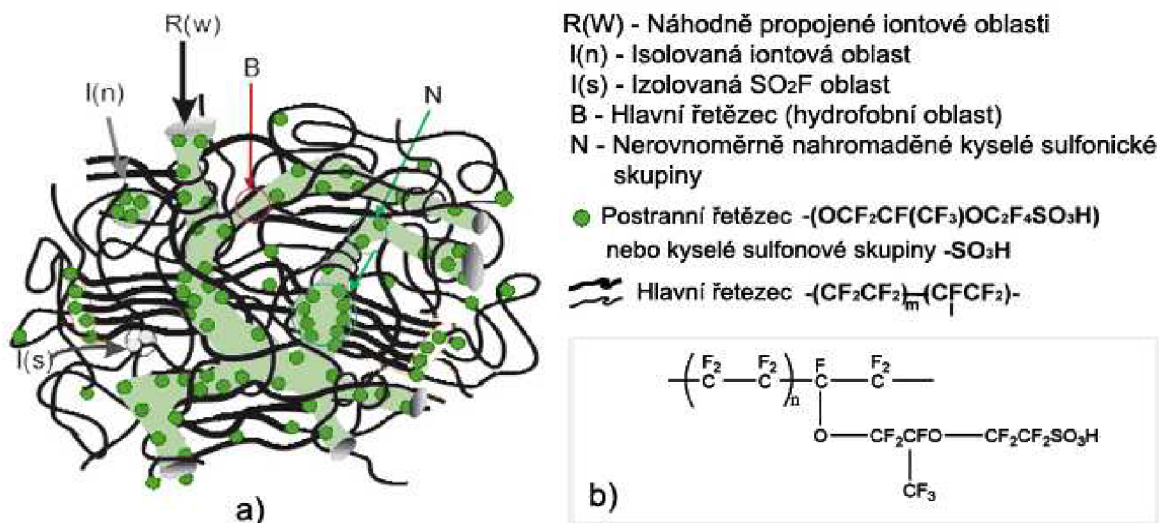 R(w)
B
I(n)
N
I(s)
a)
R(W) - Náhodně propojené iontové oblasti
I(n) - Isolovaná iontová oblast
I(s) - Izolovaná SO₂F oblast
B - Hlavní řetězec (hydrofobní oblast)
N - Nerovnoměrně nahromaděné kyselé sulfonické
skupiny
Postranní řetězec -(OCF₂CF(CF₃)OC₂F₄SO₃H)
nebo kyselé sulfonové skupiny -SO₃H
Hlavní řetezec -(CF₂CF₂)m-(CFCF₂)-
F₂ F₂ F F₂
( C C )n C C
O CF₂CFO CF₂CF₂SO₃H
CF₃
b)